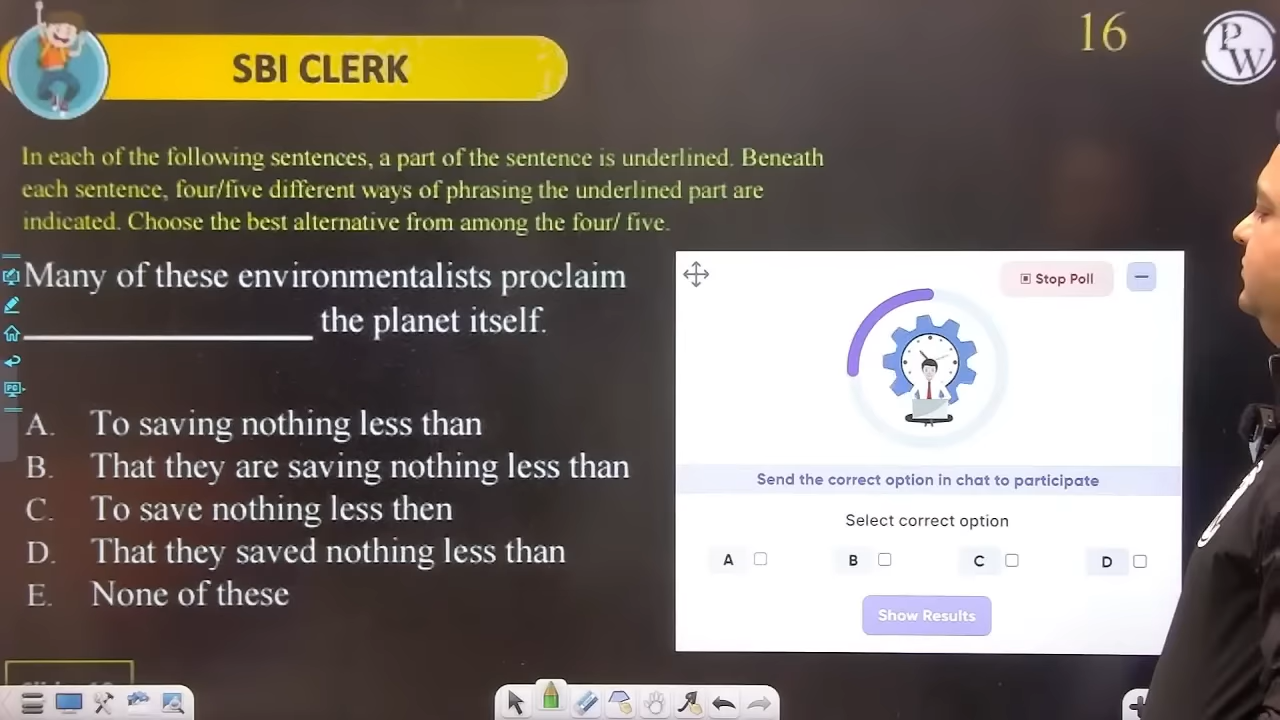 16
PW
SBI CLERK
In each of the following sentences, a part of the sentence is underlined. Beneath
each sentence, four/five different ways of phrasing the underlined part are
indicated. Choose the best alternative from among the four/ five.
Many of these environmentalists proclaim
______________ the planet itself.
A. To saving nothing less than
B. That they are saving nothing less than
C. To save nothing less then
D. That they saved nothing less than
E. None of these
Stop Poll
Send the correct option in chat to participate
Select correct option
A B C D
Show Results